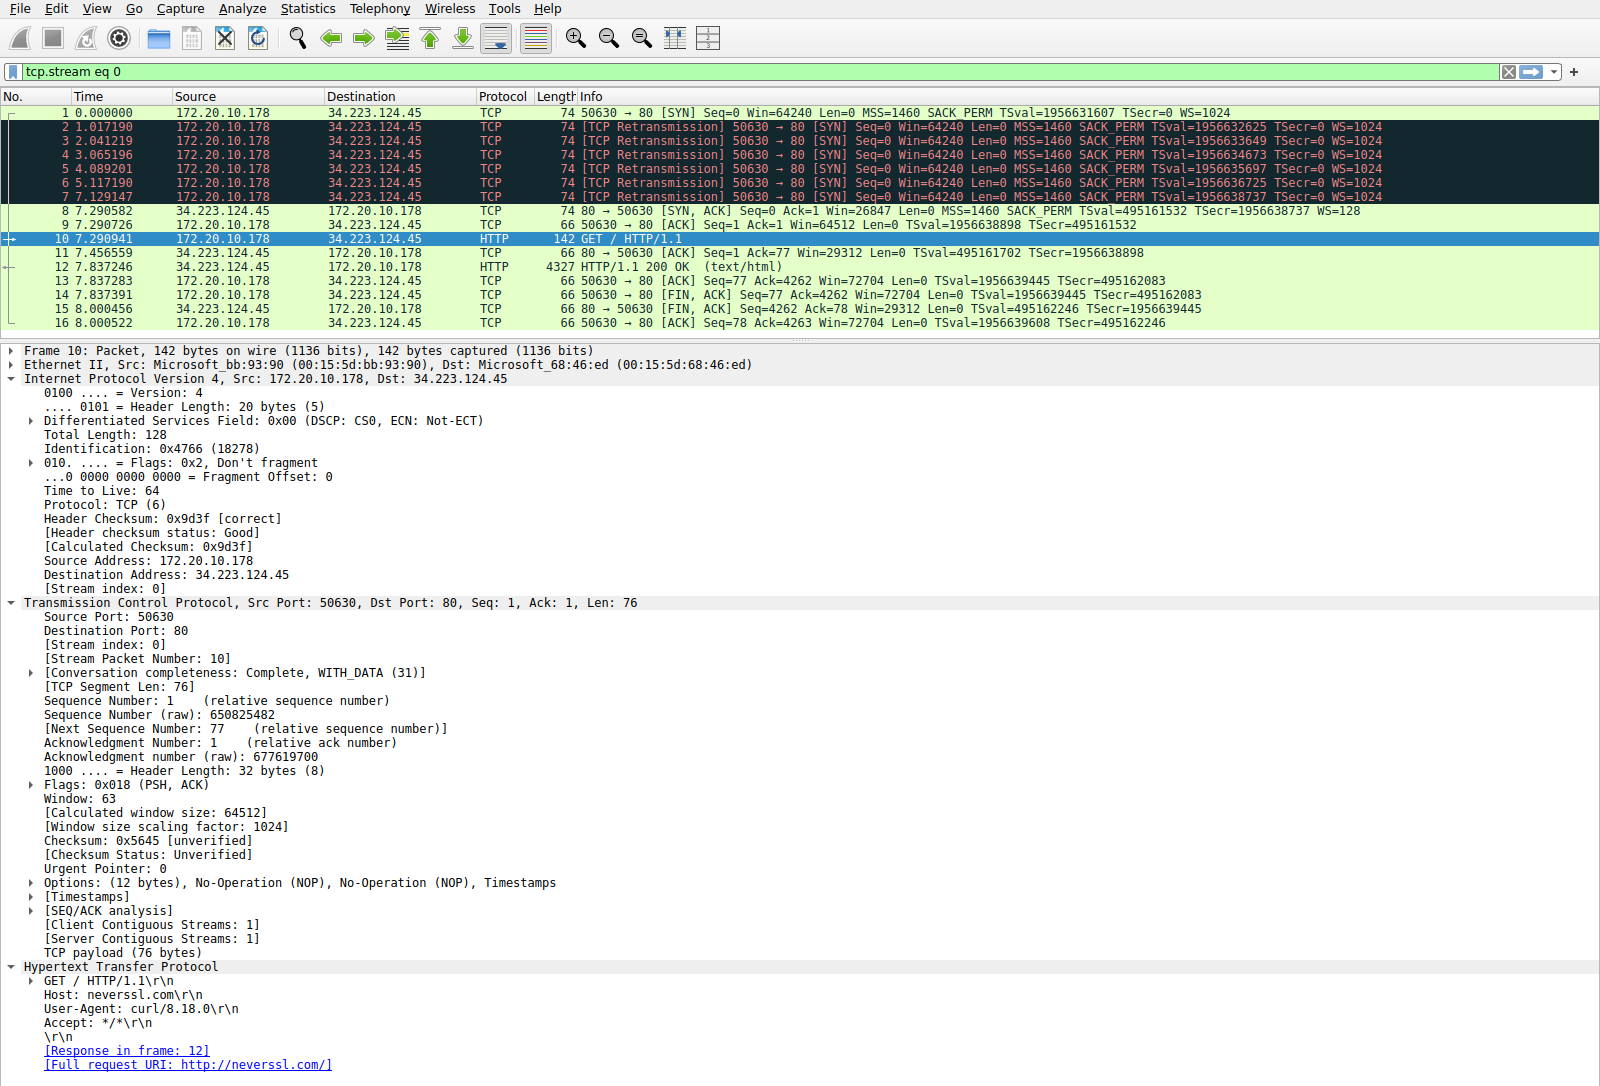 File Edit View Go Capture Analyze Statistics Telephony Wireless Tools Help
tcp.stream eq 0
No. Time Source Destination Protocol Length Info
1 0.000000 172.20.10.178 34.223.124.45 TCP 74 50630 → 80 [SYN] Seq=0 Win=64240 Len=0 MSS=1460 SACK_PERM TSval=1956631607 TSecr=0 WS=1024
2 1.017190 172.20.10.178 34.223.124.45 TCP 74 [TCP Retransmission] 50630 → 80 [SYN] Seq=0 Win=64240 Len=0 MSS=1460 SACK_PERM TSval=1956632625 TSecr=0 WS=1024
3 2.041219 172.20.10.178 34.223.124.45 TCP 74 [TCP Retransmission] 50630 → 80 [SYN] Seq=0 Win=64240 Len=0 MSS=1460 SACK_PERM TSval=1956633649 TSecr=0 WS=1024
4 3.065196 172.20.10.178 34.223.124.45 TCP 74 [TCP Retransmission] 50630 → 80 [SYN] Seq=0 Win=64240 Len=0 MSS=1460 SACK_PERM TSval=1956634673 TSecr=0 WS=1024
5 4.089201 172.20.10.178 34.223.124.45 TCP 74 [TCP Retransmission] 50630 → 80 [SYN] Seq=0 Win=64240 Len=0 MSS=1460 SACK_PERM TSval=1956635697 TSecr=0 WS=1024
6 5.117190 172.20.10.178 34.223.124.45 TCP 74 [TCP Retransmission] 50630 → 80 [SYN] Seq=0 Win=64240 Len=0 MSS=1460 SACK_PERM TSval=1956636725 TSecr=0 WS=1024
7 7.129147 172.20.10.178 34.223.124.45 TCP 74 [TCP Retransmission] 50630 → 80 [SYN] Seq=0 Win=64240 Len=0 MSS=1460 SACK_PERM TSval=1956638737 TSecr=0 WS=1024
8 7.290582 34.223.124.45 172.20.10.178 TCP 74 80 → 50630 [SYN, ACK] Seq=0 Ack=1 Win=26847 Len=0 MSS=1460 SACK_PERM TSval=495161532 TSecr=1956638737 WS=128
9 7.290726 172.20.10.178 34.223.124.45 TCP 66 50630 → 80 [ACK] Seq=1 Ack=1 Win=64512 Len=0 TSval=1956638898 TSecr=495161532
10 7.290941 172.20.10.178 34.223.124.45 HTTP 142 GET / HTTP/1.1
11 7.456559 34.223.124.45 172.20.10.178 TCP 66 80 → 50630 [ACK] Seq=1 Ack=77 Win=29312 Len=0 TSval=495161702 TSecr=1956638898
12 7.837246 34.223.124.45 172.20.10.178 HTTP 4327 HTTP/1.1 200 OK  (text/html)
13 7.837283 172.20.10.178 34.223.124.45 TCP 66 50630 → 80 [ACK] Seq=77 Ack=4262 Win=72704 Len=0 TSval=1956639445 TSecr=495162083
14 7.837391 172.20.10.178 34.223.124.45 TCP 66 50630 → 80 [FIN, ACK] Seq=77 Ack=4262 Win=72704 Len=0 TSval=1956639445 TSecr=495162083
15 8.000456 34.223.124.45 172.20.10.178 TCP 66 80 → 50630 [FIN, ACK] Seq=4262 Ack=78 Win=29312 Len=0 TSval=495162246 TSecr=1956639445
16 8.000522 172.20.10.178 34.223.124.45 TCP 66 50630 → 80 [ACK] Seq=78 Ack=4263 Win=72704 Len=0 TSval=1956639608 TSecr=495162246
Frame 10: Packet, 142 bytes on wire (1136 bits), 142 bytes captured (1136 bits)
Ethernet II, Src: Microsoft_bb:93:90 (00:15:5d:bb:93:90), Dst: Microsoft_68:46:ed (00:15:5d:68:46:ed)
Internet Protocol Version 4, Src: 172.20.10.178, Dst: 34.223.124.45
0100 .... = Version: 4
.... 0101 = Header Length: 20 bytes (5)
Differentiated Services Field: 0x00 (DSCP: CS0, ECN: Not-ECT)
Total Length: 128
Identification: 0x4766 (18278)
010. .... = Flags: 0x2, Don't fragment
...0 0000 0000 0000 = Fragment Offset: 0
Time to Live: 64
Protocol: TCP (6)
Header Checksum: 0x9d3f [correct]
[Header checksum status: Good]
[Calculated Checksum: 0x9d3f]
Source Address: 172.20.10.178
Destination Address: 34.223.124.45
[Stream index: 0]
Transmission Control Protocol, Src Port: 50630, Dst Port: 80, Seq: 1, Ack: 1, Len: 76
Source Port: 50630
Destination Port: 80
[Stream index: 0]
[Stream Packet Number: 10]
[Conversation completeness: Complete, WITH_DATA (31)]
[TCP Segment Len: 76]
Sequence Number: 1    (relative sequence number)
Sequence Number (raw): 650825482
[Next Sequence Number: 77    (relative sequence number)]
Acknowledgment Number: 1    (relative ack number)
Acknowledgment number (raw): 677619700
1000 .... = Header Length: 32 bytes (8)
Flags: 0x018 (PSH, ACK)
Window: 63
[Calculated window size: 64512]
[Window size scaling factor: 1024]
Checksum: 0x5645 [unverified]
[Checksum Status: Unverified]
Urgent Pointer: 0
Options: (12 bytes), No-Operation (NOP), No-Operation (NOP), Timestamps
[Timestamps]
[SEQ/ACK analysis]
[Client Contiguous Streams: 1]
[Server Contiguous Streams: 1]
TCP payload (76 bytes)
Hypertext Transfer Protocol
GET / HTTP/1.1\r\n
Host: neverssl.com\r\n
User-Agent: curl/8.18.0\r\n
Accept: */*\r\n
\r\n
[Response in frame: 12]
[Full request URI: http://neverssl.com/]